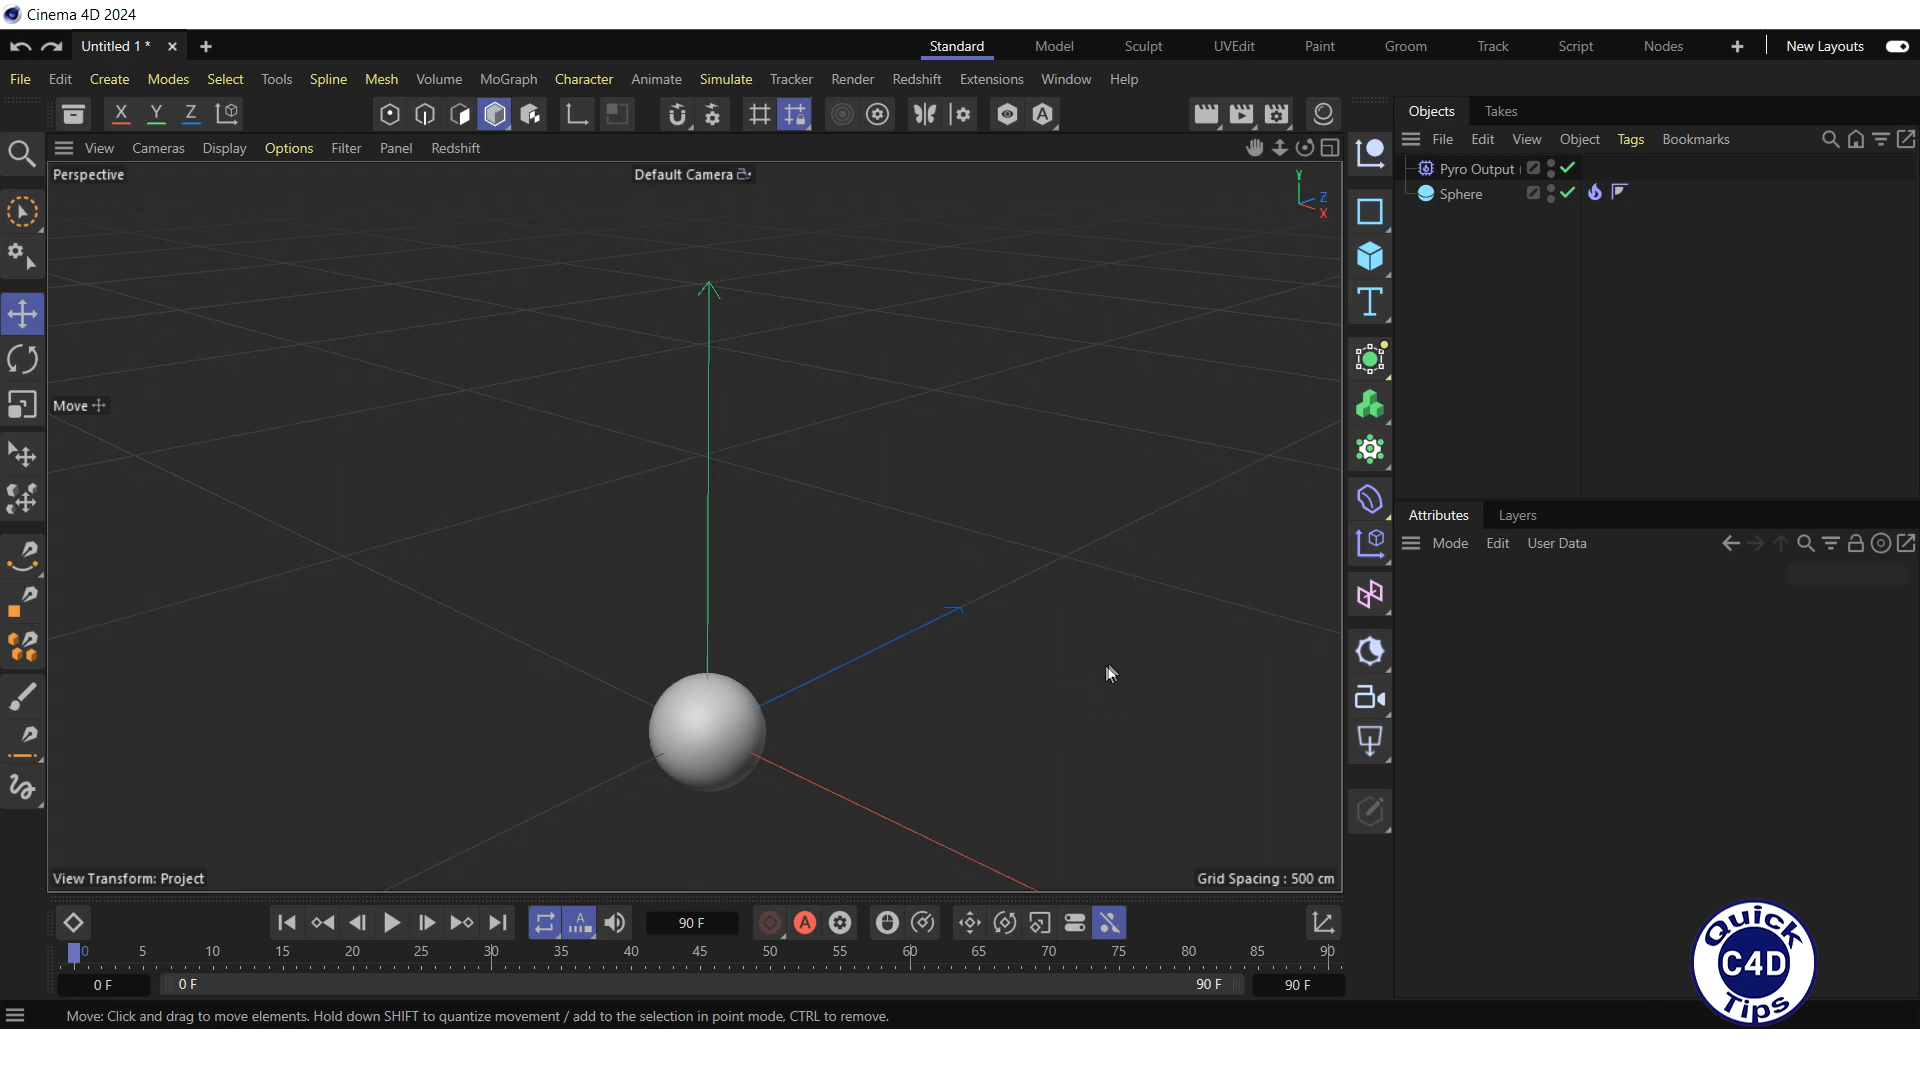 Cinema 4D 2024
Untitled 1 *
Standard
Model
Sculpt
UVEdit
Paint
Groom
Track
Script
Nodes
New Layouts
File
Edit
Create
Modes
Select
Tools
Spline
Mesh
Volume
MoGraph
Character
Animate
Simulate
Tracker
Render
Redshift
Extensions
Window
Help
X
Y
Z
A
Objects
Takes
View
Cameras
Display
Options
Filter
Panel
Redshift
File
Edit
View
Object
Tags
Bookmarks
Perspective
Default Camera
Y
Z
X
Pyro Output
Sphere
Move
Attributes
Layers
Mode
Edit
User Data
View Transform: Project
Grid Spacing : 500 cm
A
90 F
A
0
5
10
15
20
25
30
35
40
45
50
55
60
65
70
75
80
85
90
0 F
0 F
90 F
90 F
Quick
C4D
Tips
Move: Click and drag to move elements. Hold down SHIFT to quantize movement / add to the selection in point mode, CTRL to remove.